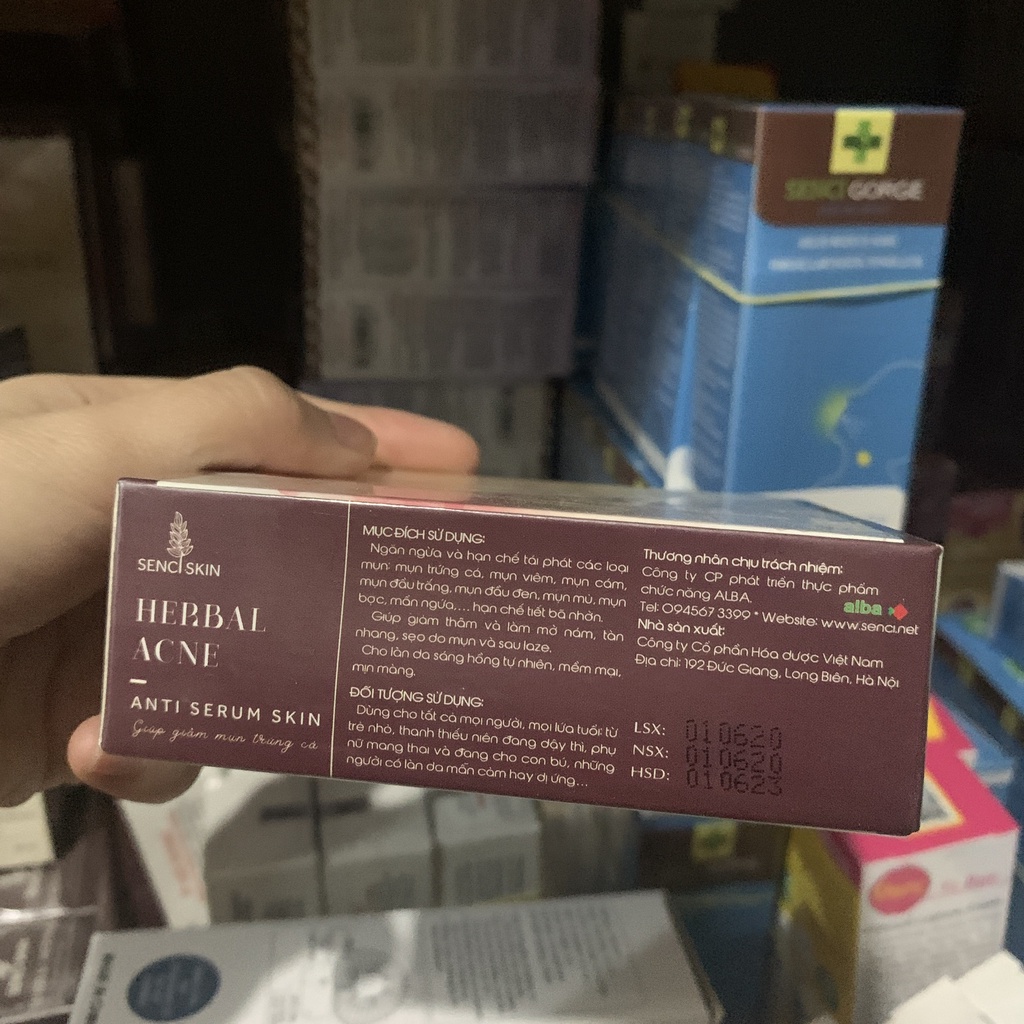 SENCI SKIN
HERBAL
ACNE
ANTI SERUM SKIN
Giúp giảm mụn trứng cá
MỤC ĐÍCH SỬ DỤNG:
Ngăn ngừa và hạn chế tái phát các loại
mụn: mụn trứng cá, mụn viêm, mụn cám,
mụn đầu trắng, mụn đầu đen, mụn mủ, mụn
bọc, mẩn ngứa,... hạn chế tiết bã nhờn.
Giúp giảm thâm và làm mờ nám, tàn
nhang, sẹo do mụn và sau laze.
Cho làn da sáng hồng tự nhiên, mềm mại,
mịn màng.
ĐỐI TƯỢNG SỬ DỤNG:
Dùng cho tất cả mọi người, mọi lứa tuổi: từ
trẻ nhỏ, thanh thiếu niên đang dậy thì, phụ
nữ mang thai và đang cho con bú, những
người có làn da mẩn cảm hay dị ứng...
Thương nhân chịu trách nhiệm:
Công ty CP phát triển thực phẩm
chức năng ALBA.
alba
Tel: 094567 3399 * Website: www.senci.net
Nhà sản xuất:
Công ty Cổ phẩn Hóa dược Việt Nam
Địa chỉ: 192 Đức Giang, Long Biên, Hà Nội
LSX: 010620
NSX: 010620
HSD: 010623
SENCI GORGE